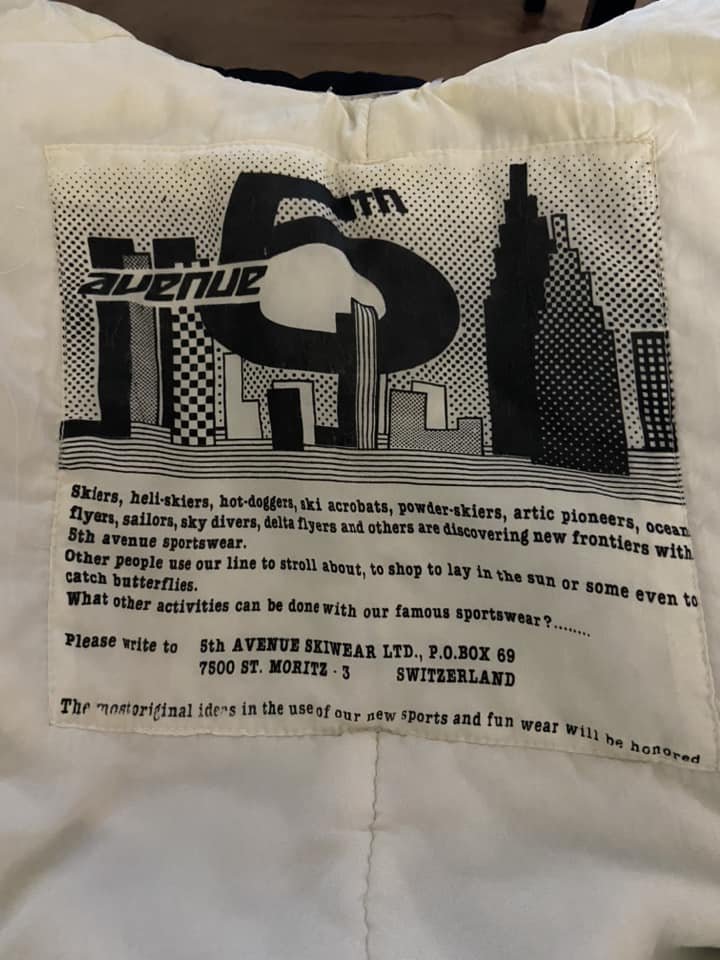 5th
avenue
Skiers, heli-skiers, hot-doggers, ski acrobats, powder-skiers, artic pioneers, ocean
flyers, sailors, sky divers, delta flyers and others are discovering new frontiers with
5th avenue sportswear.
Other people use our line to stroll about, to shop to lay in the sun or some even to
catch butterflies.
What other activities can be done with our famous sportswear?........
Please write to 5th AVENUE SKIWEAR LTD., P.O.BOX 69
7500 ST. MORITZ - 3 SWITZERLAND
The mostoriginal ideas in the use of our new sports and fun wear will be honored